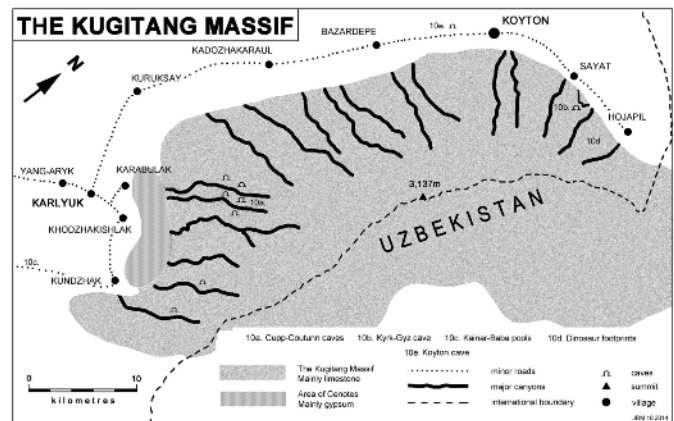 THE KUGITANG MASSIF
N
KOYTON
10e.
BAZARDEPE
KADOZHAKARAUL
SAYAT
KURUKSAY
10b.
HOJAPIL
10d
YANG-ARYK
KARABULAK
KARLYUK
10a.
3,137m
KHODZHAKISHLAK
UZBEKISTAN
10c.
KUNDZHAK
10a. Cupp-Coutunn caves 10b. Kyrk-Gyz cave 10c. Kainar-Baba pools 10d. Dinosaur footprints
10e. Koyton cave
The Kugitang Massif
Mainly limestone
minor roads
caves
major canyons
summit
Area of Cenotes
Mainly gypsum
international boundary
village
0 10
kilometres
JRM 10.2014